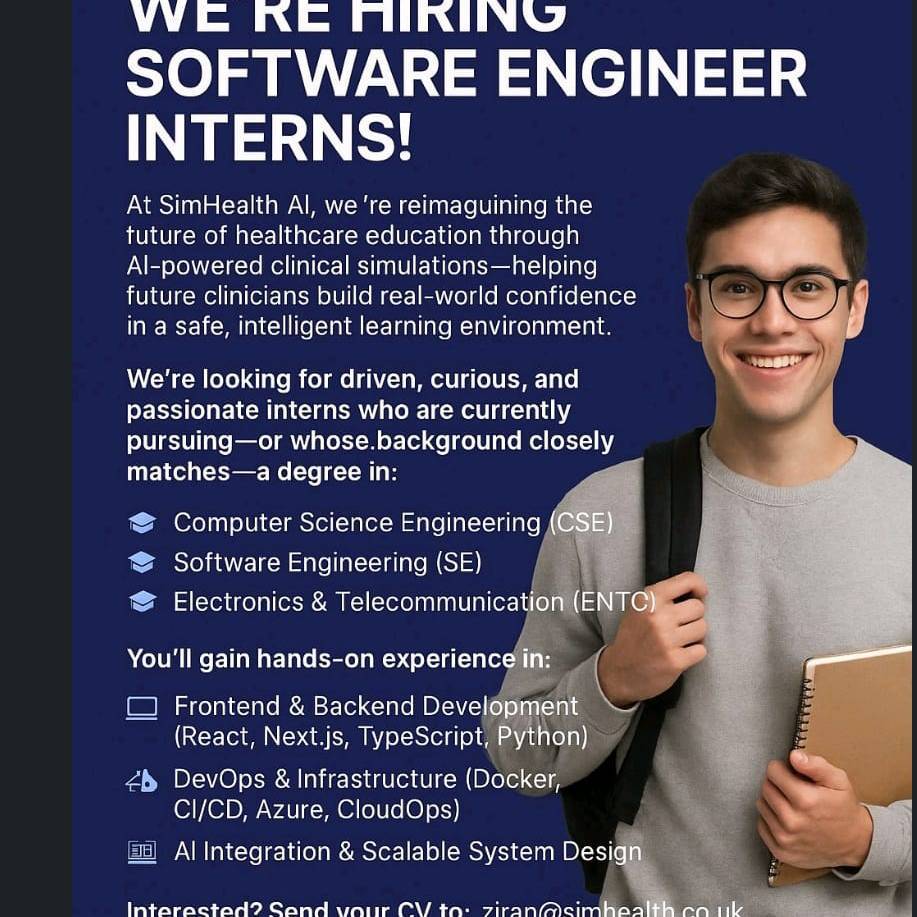 WE'RE HIRING
SOFTWARE ENGINEER
INTERNS!
At SimHealth AI, we 're reimaguining the
future of healthcare education through
AI-powered clinical simulations—helping
future clinicians build real-world confidence
in a safe, intelligent learning environment.
We're looking for driven, curious, and
passionate interns who are currently
pursuing—or whose.background closely
matches—a degree in:
Computer Science Engineering (CSE)
Software Engineering (SE)
Electronics & Telecommunication (ENTC)
You'll gain hands-on experience in:
Frontend & Backend Development
(React, Next.js, TypeScript, Python)
DevOps & Infrastructure (Docker,
CI/CD, Azure, CloudOps)
AI Integration & Scalable System Design
Interested? Send your CV to: ziran@simhealth.co.uk